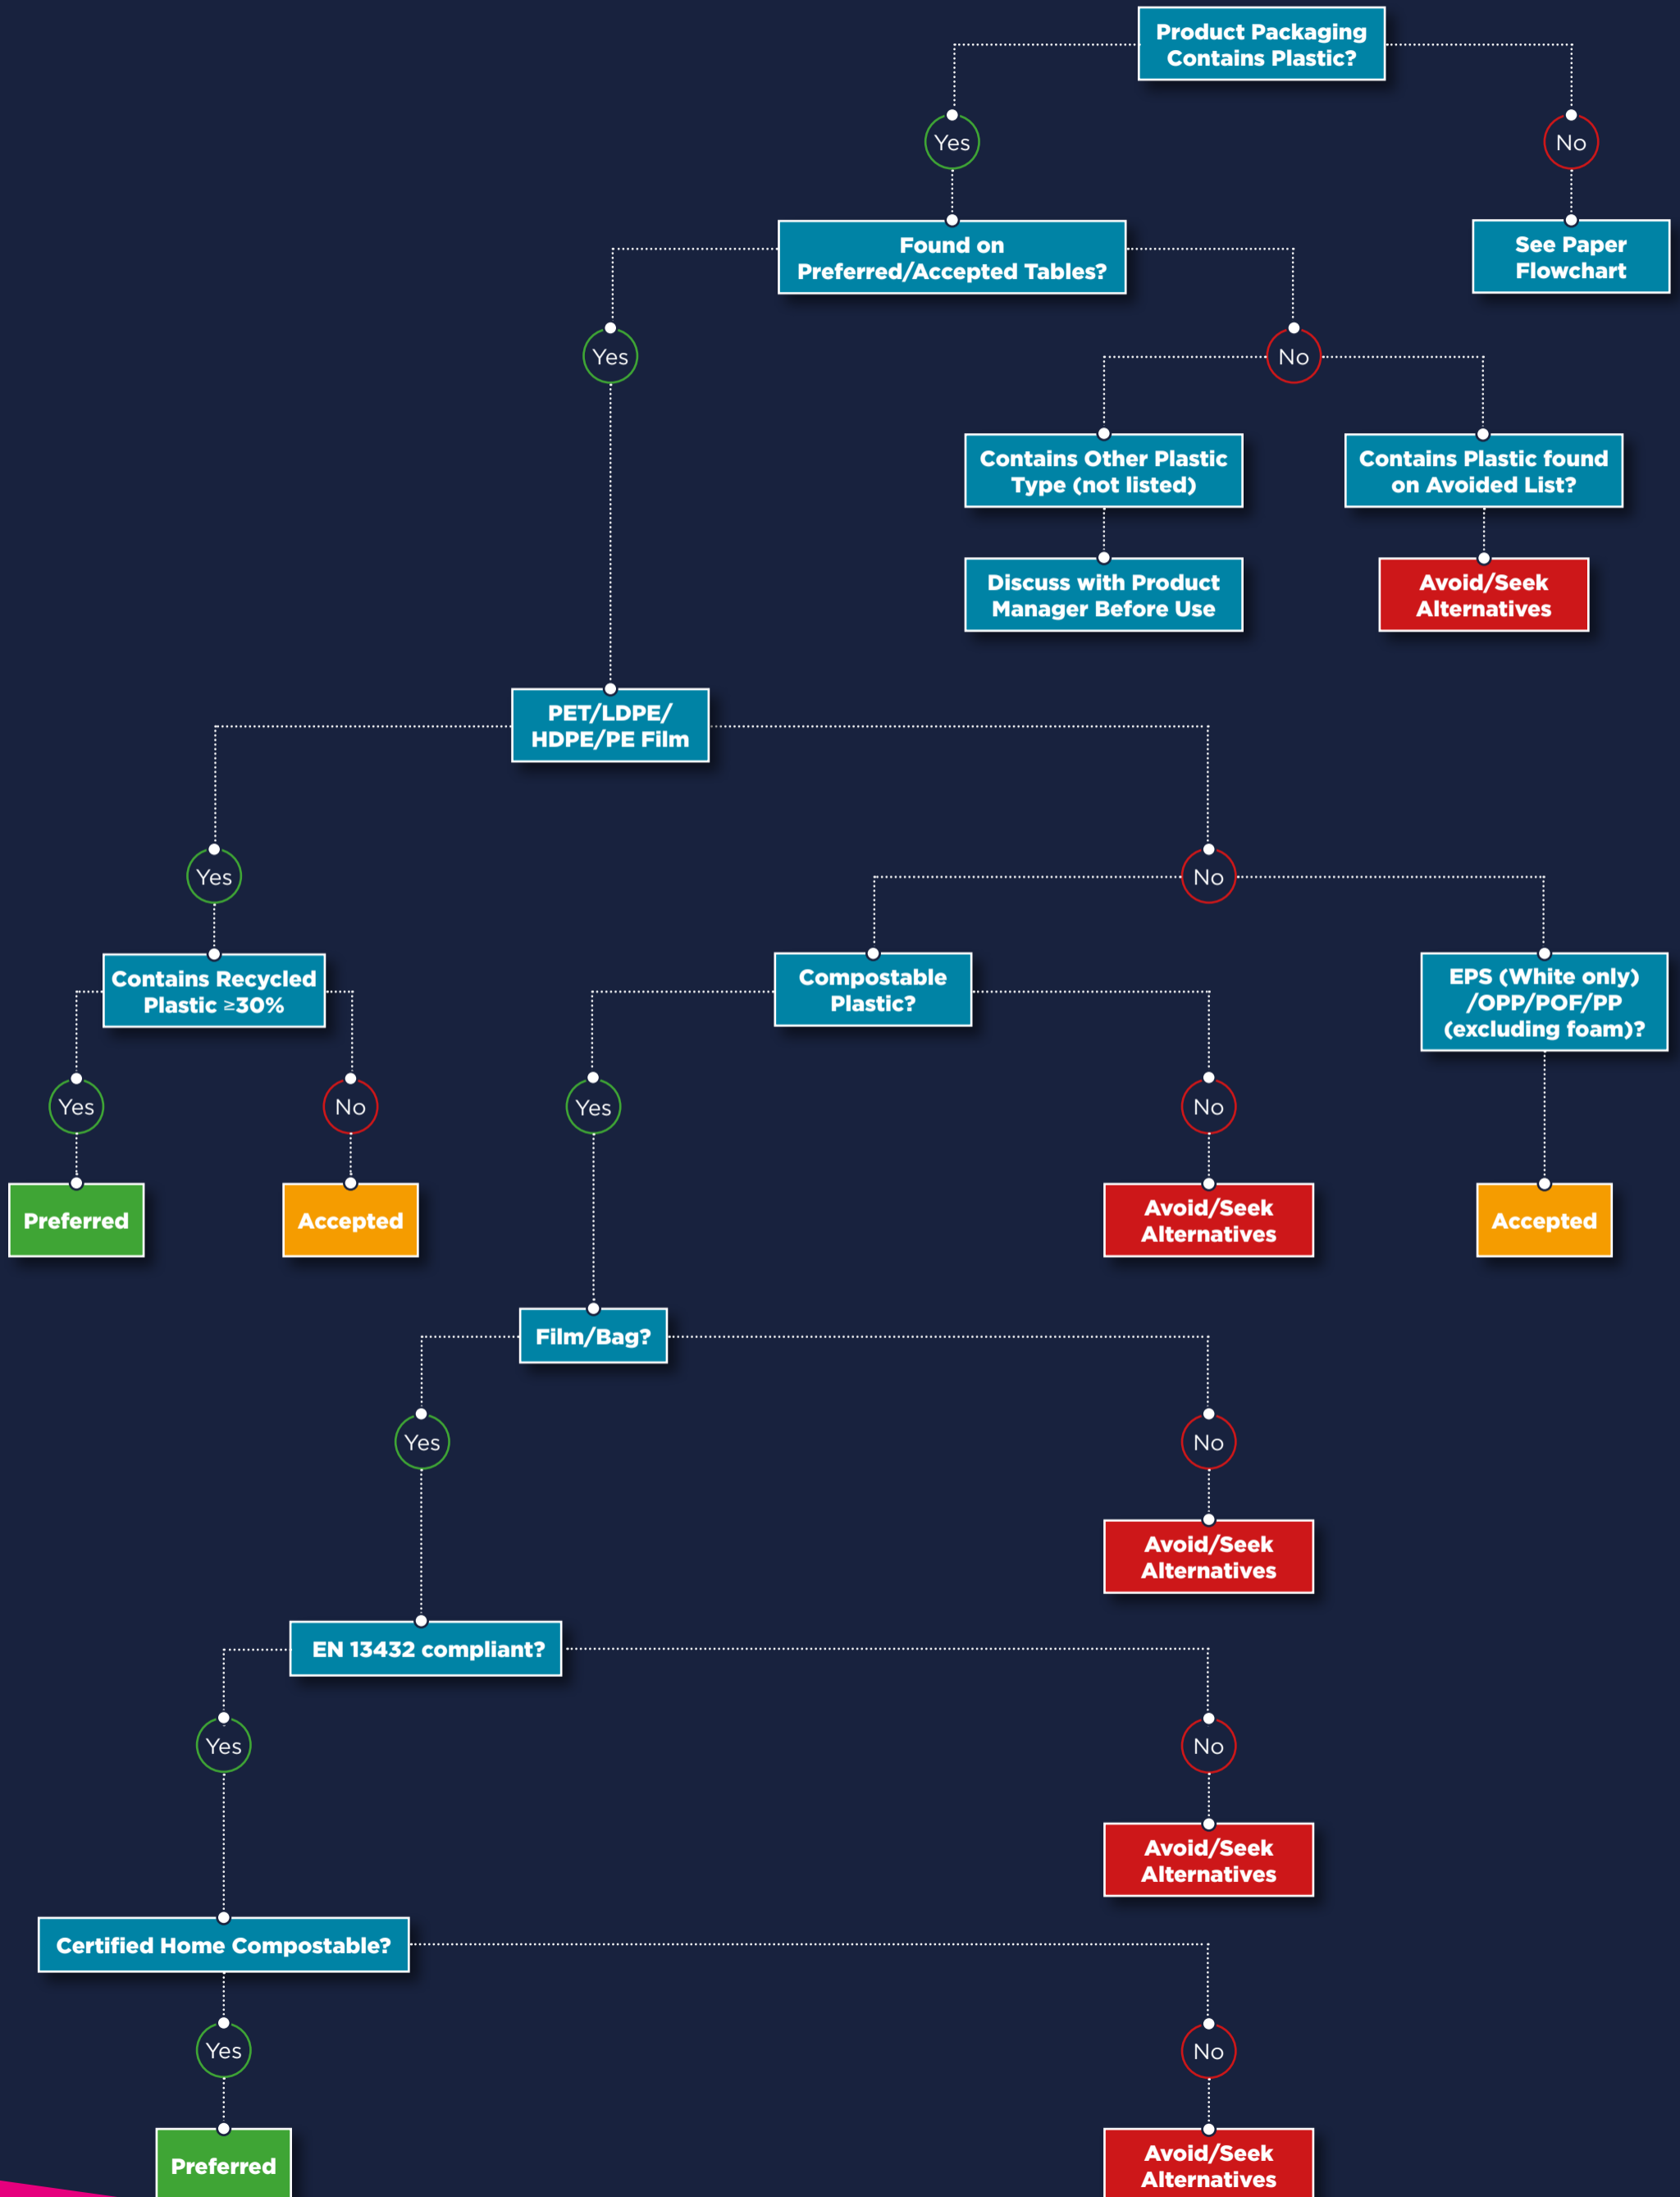 Product Packaging
Contains Plastic?
Yes
No
Found on
Preferred/Accepted Tables?
See Paper
Flowchart
Yes
No
Contains Other Plastic
Type (not listed)
Contains Plastic found
on Avoided List?
Discuss with Product
Manager Before Use
Avoid/Seek
Alternatives
PET/LDPE/
HDPE/PE Film
Yes
No
Contains Recycled
Plastic ≥30%
Compostable
Plastic?
EPS (White only)
/OPP/POF/PP
(excluding foam)?
Yes
No
Yes
No
Preferred
Accepted
Avoid/Seek
Alternatives
Accepted
Film/Bag?
Yes
No
Avoid/Seek
Alternatives
EN 13432 compliant?
Yes
No
Avoid/Seek
Alternatives
Certified Home Compostable?
Yes
No
Preferred
Avoid/Seek
Alternatives